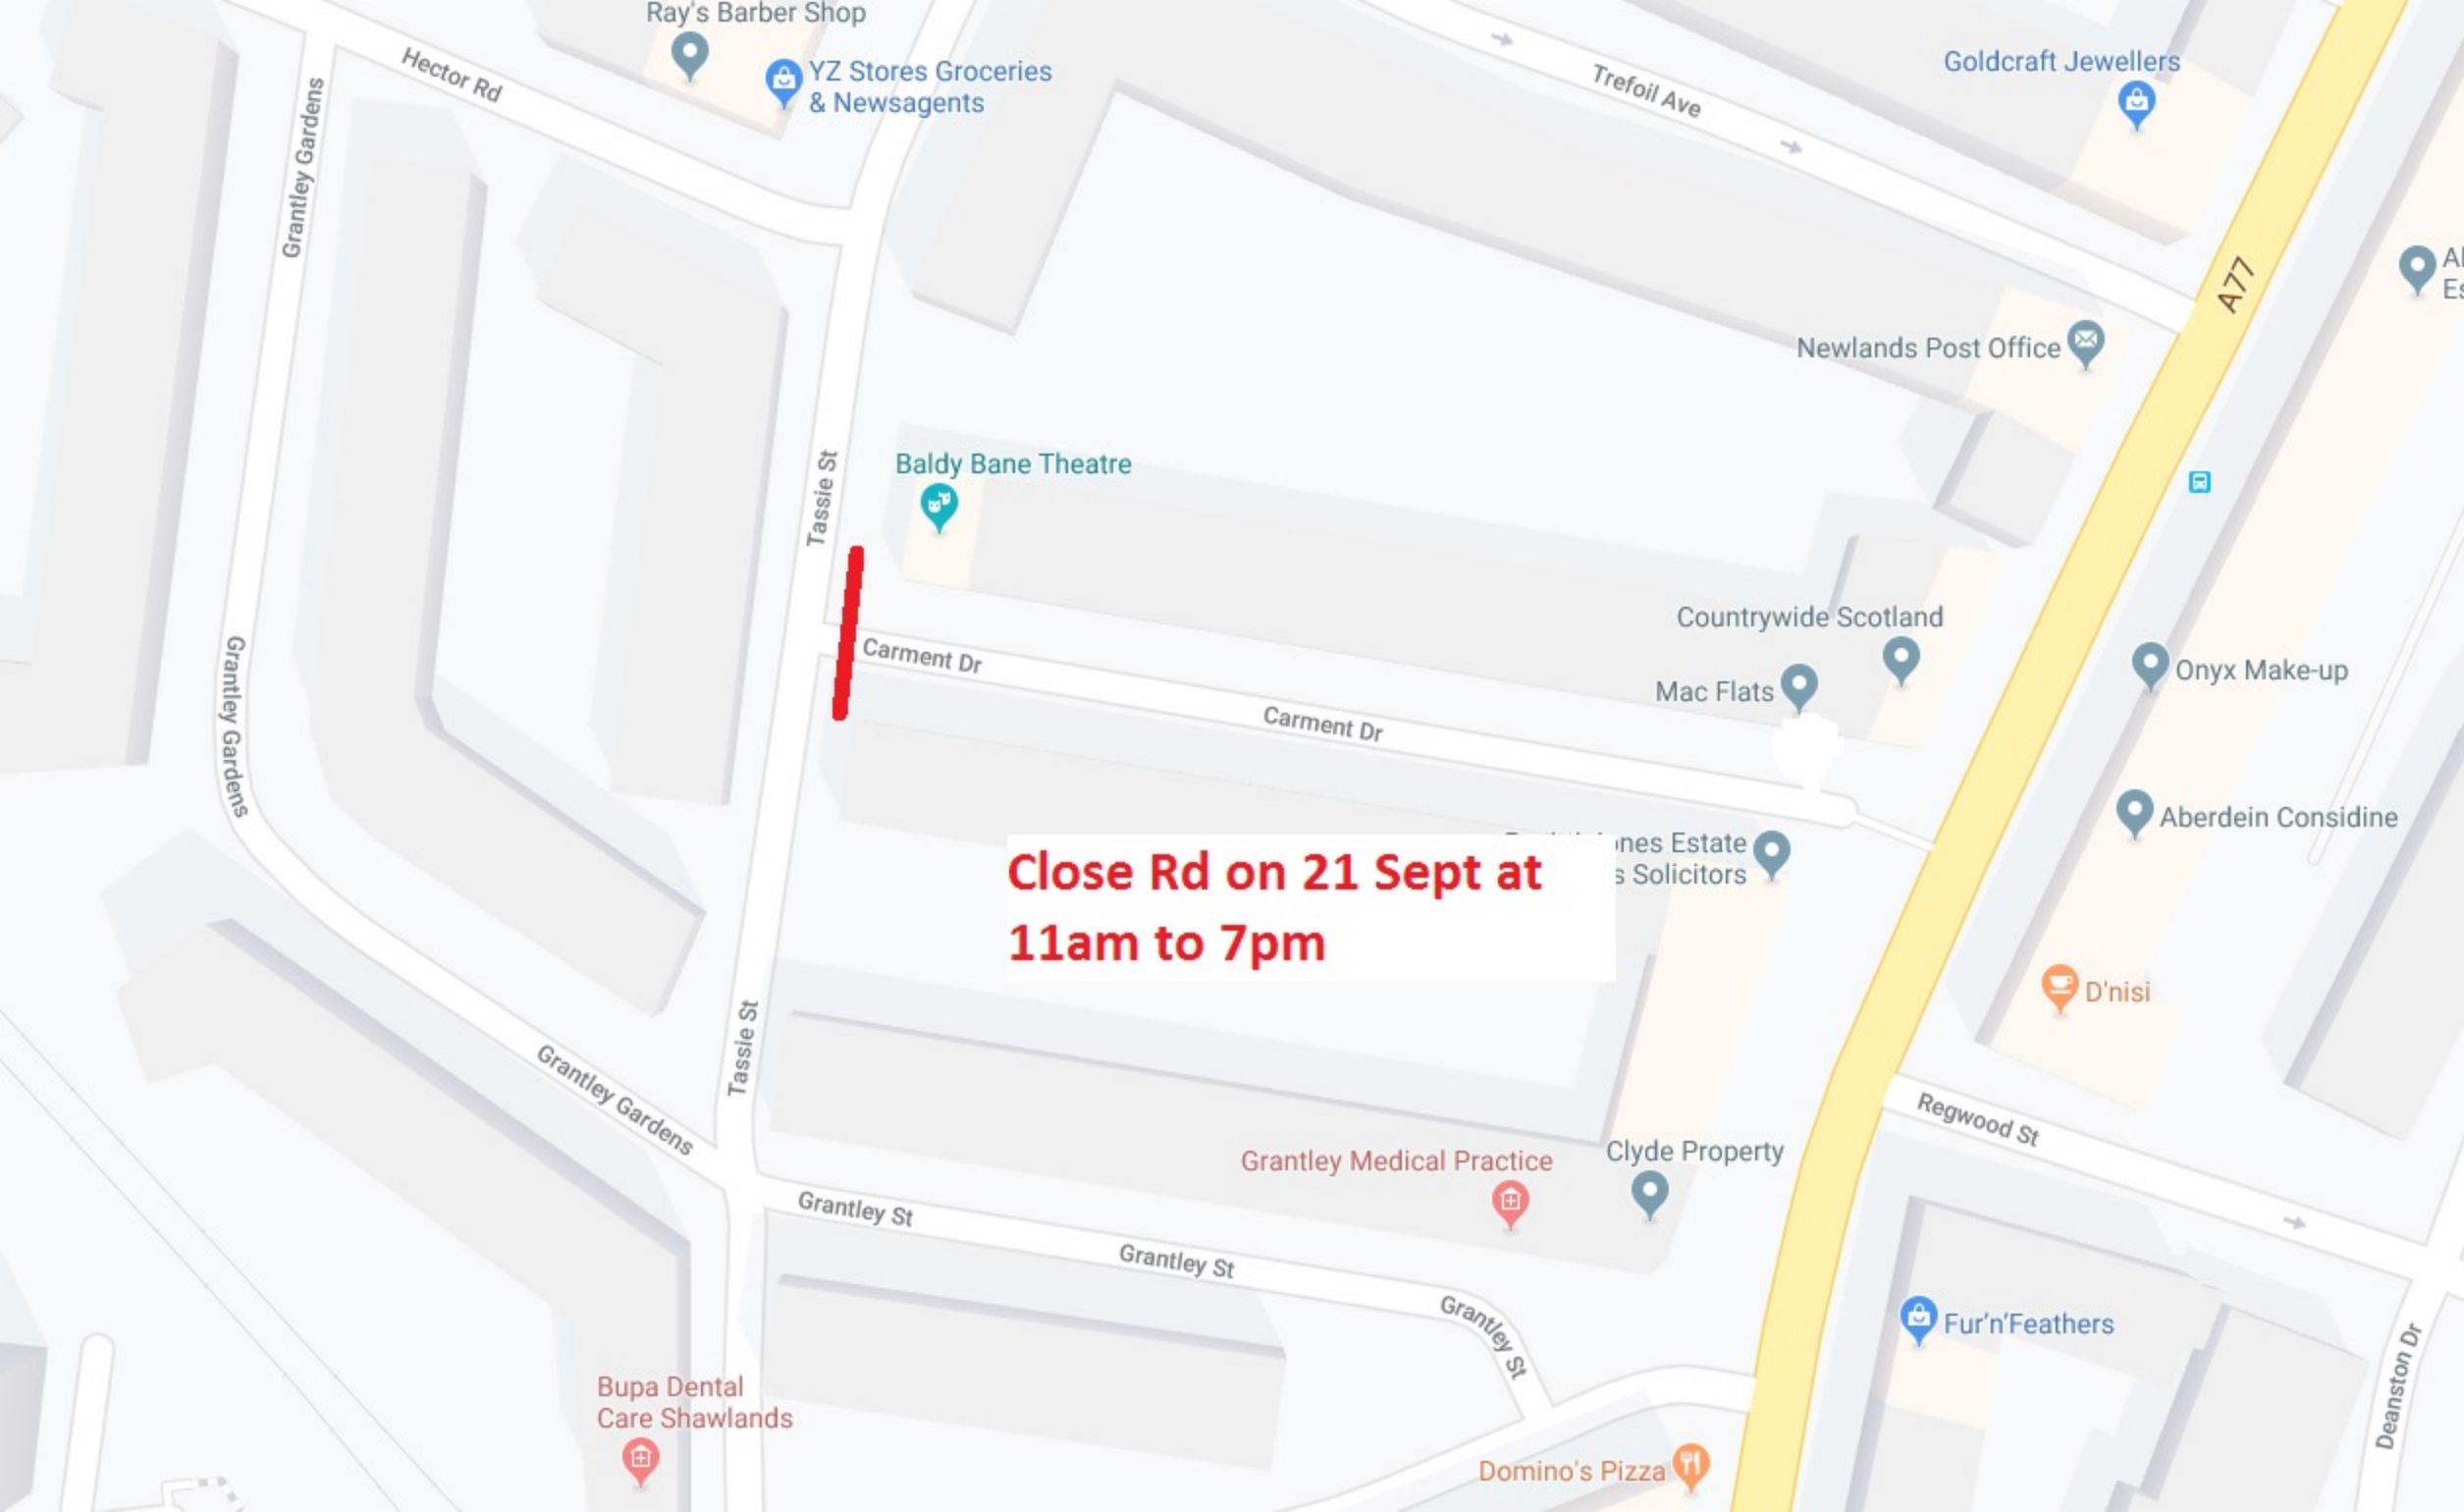 Ray's Barber Shop
YZ Stores Groceries
& Newsagents
Hector Rd
Grantley Gardens
Trefoil Ave
Goldcraft Jewellers
A77
Newlands Post Office
Tassie St
Baldy Bane Theatre
Grantley Gardens
Carment Dr
Carment Dr
Countrywide Scotland
Mac Flats
Onyx Make-up
Aberdein Considine
Estate
Solicitors
Close Rd on 21 Sept at
11am to 7pm
D'nisi
Tassie St
Grantley Gardens
Regwood St
Grantley Medical Practice
Clyde Property
Grantley St
Grantley St
Grantley St
Fur'n'Feathers
Deanston Dr
Bupa Dental
Care Shawlands
Domino's Pizza